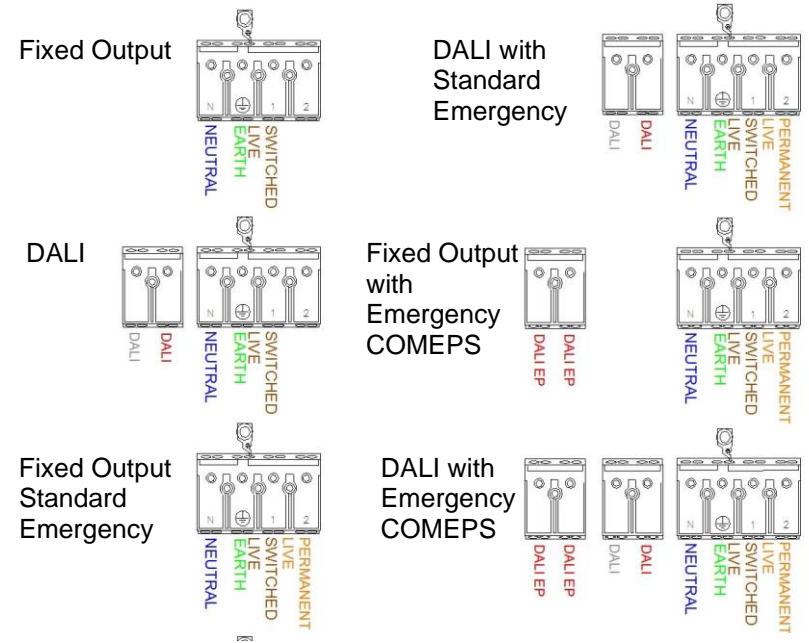 Fixed Output
N 1 2
NEUTRAL
EARTH
SWITCHED
LIVE
DALI with
Standard
Emergency
DALI
DALI
N 1 2
NEUTRAL
EARTH
SWITCHED
LIVE
PERMANENT
LIVE
DALI
DALI
DALI
N 1 2
NEUTRAL
EARTH
SWITCHED
LIVE
Fixed Output
with
Emergency
COMEPS
DALI EP
DALI EP
N 1 2
NEUTRAL
EARTH
SWITCHED
LIVE
PERMANENT
LIVE
Fixed Output
Standard
Emergency
N 1 2
NEUTRAL
EARTH
SWITCHED
LIVE
PERMANENT
LIVE
DALI with
Emergency
COMEPS
DALI EP
DALI EP
DALI
DALI
N 1 2
NEUTRAL
EARTH
SWITCHED
LIVE
PERMANENT
LIVE